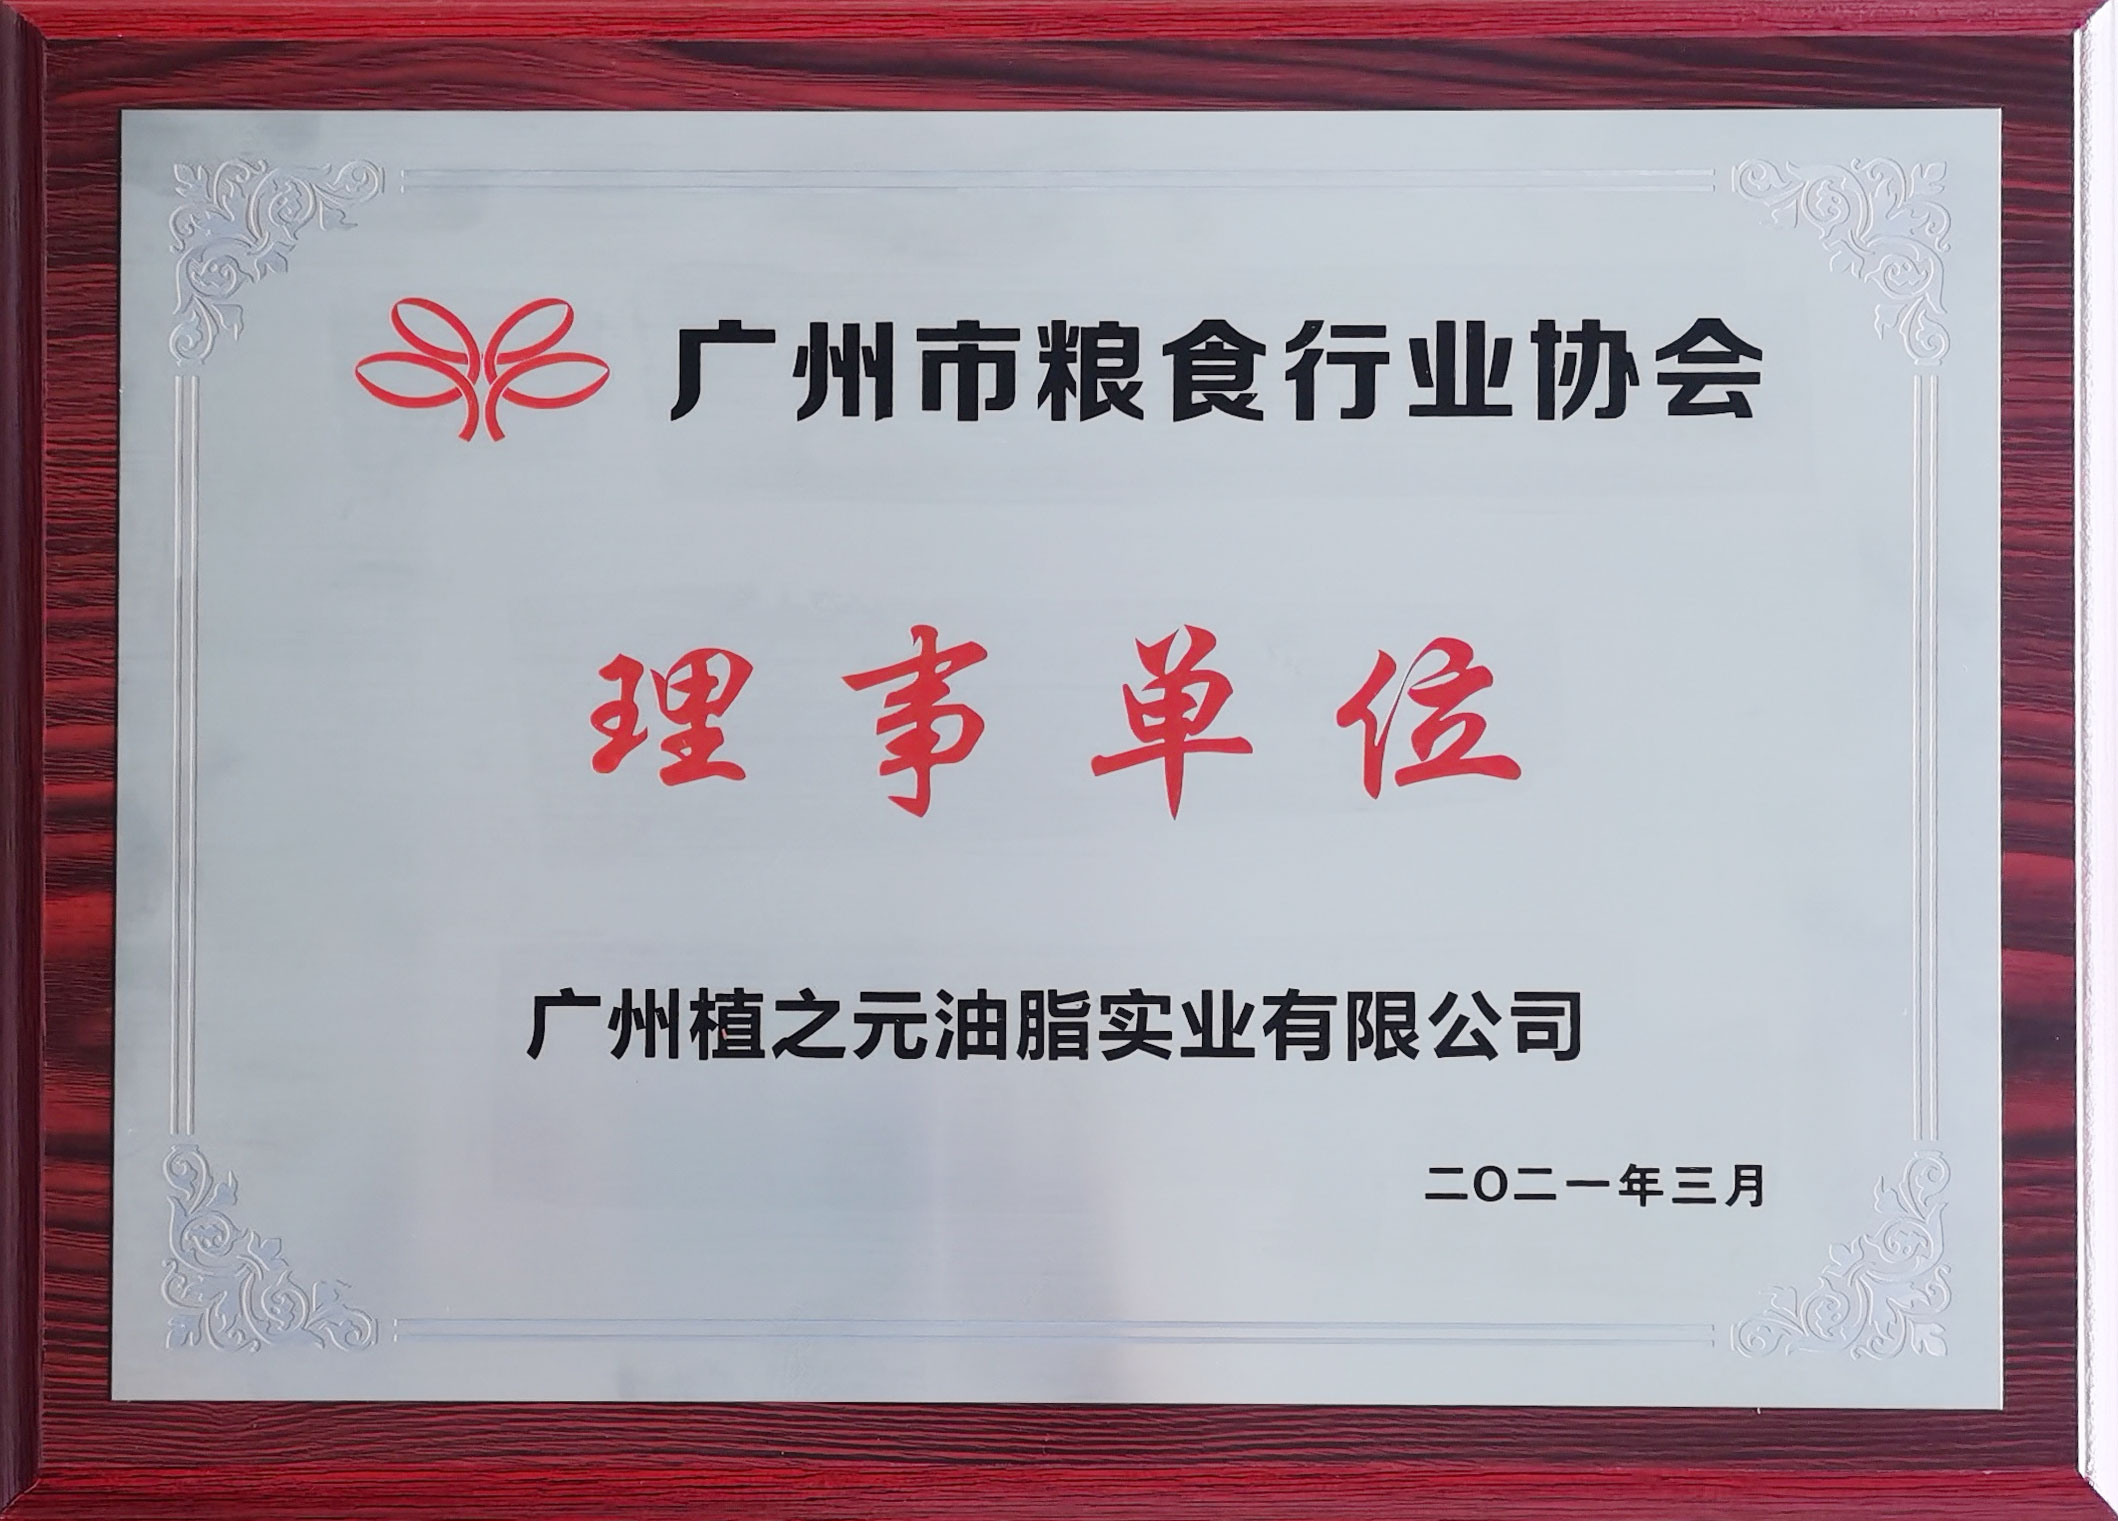 广州市粮食行业协会
理事单位
广州植之元油脂实业有限公司
二O二一年三月